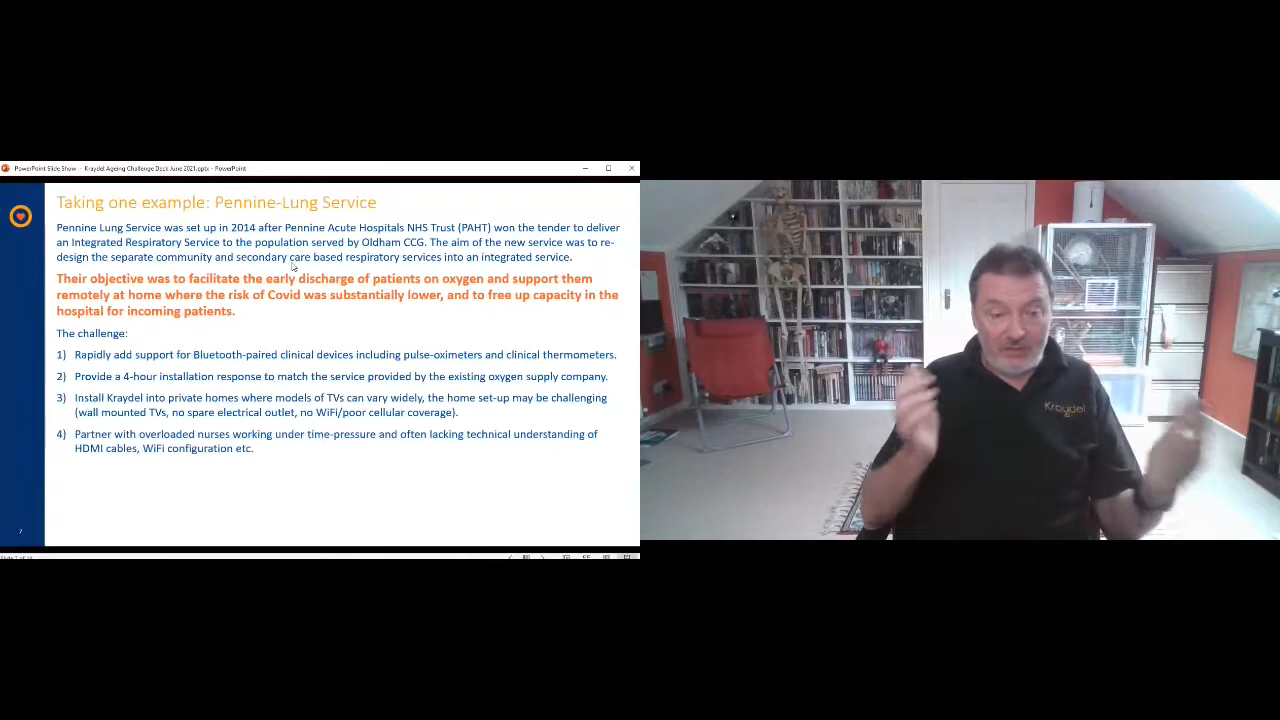 PowerPoint Slide Show - Kraydel Ageing Challenge Deck June 2021.pptx - PowerPoint
Taking one example: Pennine-Lung Service
Pennine Lung Service was set up in 2014 after Pennine Acute Hospitals NHS Trust (PAHT) won the tender to deliver
an Integrated Respiratory Service to the population served by Oldham CCG. The aim of the new service was to re-
design the separate community and secondary care based respiratory services into an integrated service.
Their objective was to facilitate the early discharge of patients on oxygen and support them
remotely at home where the risk of Covid was substantially lower, and to free up capacity in the
hospital for incoming patients.
The challenge:
1) Rapidly add support for Bluetooth-paired clinical devices including pulse-oximeters and clinical thermometers.
2) Provide a 4-hour installation response to match the service provided by the existing oxygen supply company.
3) Install Kraydel into private homes where models of TVs can vary widely, the home set-up may be challenging
(wall mounted TVs, no spare electrical outlet, no WiFi/poor cellular coverage).
4) Partner with overloaded nurses working under time-pressure and often lacking technical understanding of
HDMI cables, WiFi configuration etc.
7
Kraydel